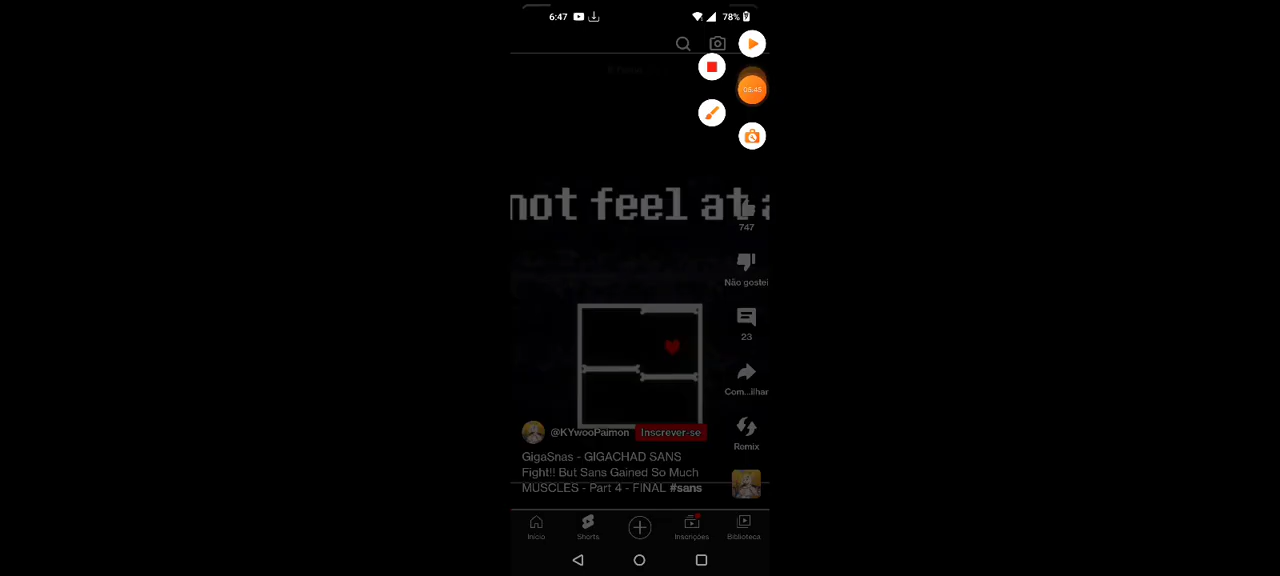 6:47
78%
05:45
not feel at a
747
Não gostei
23
Com...ilhar
@KYwooPaimon Inscrever-se
Remix
GigaSnas - GIGACHAD SANS
Fight!! But Sans Gained So Much
MUSCLES - Part 4 - FINAL #sans
Início
Shorts
Inscrições
Biblioteca